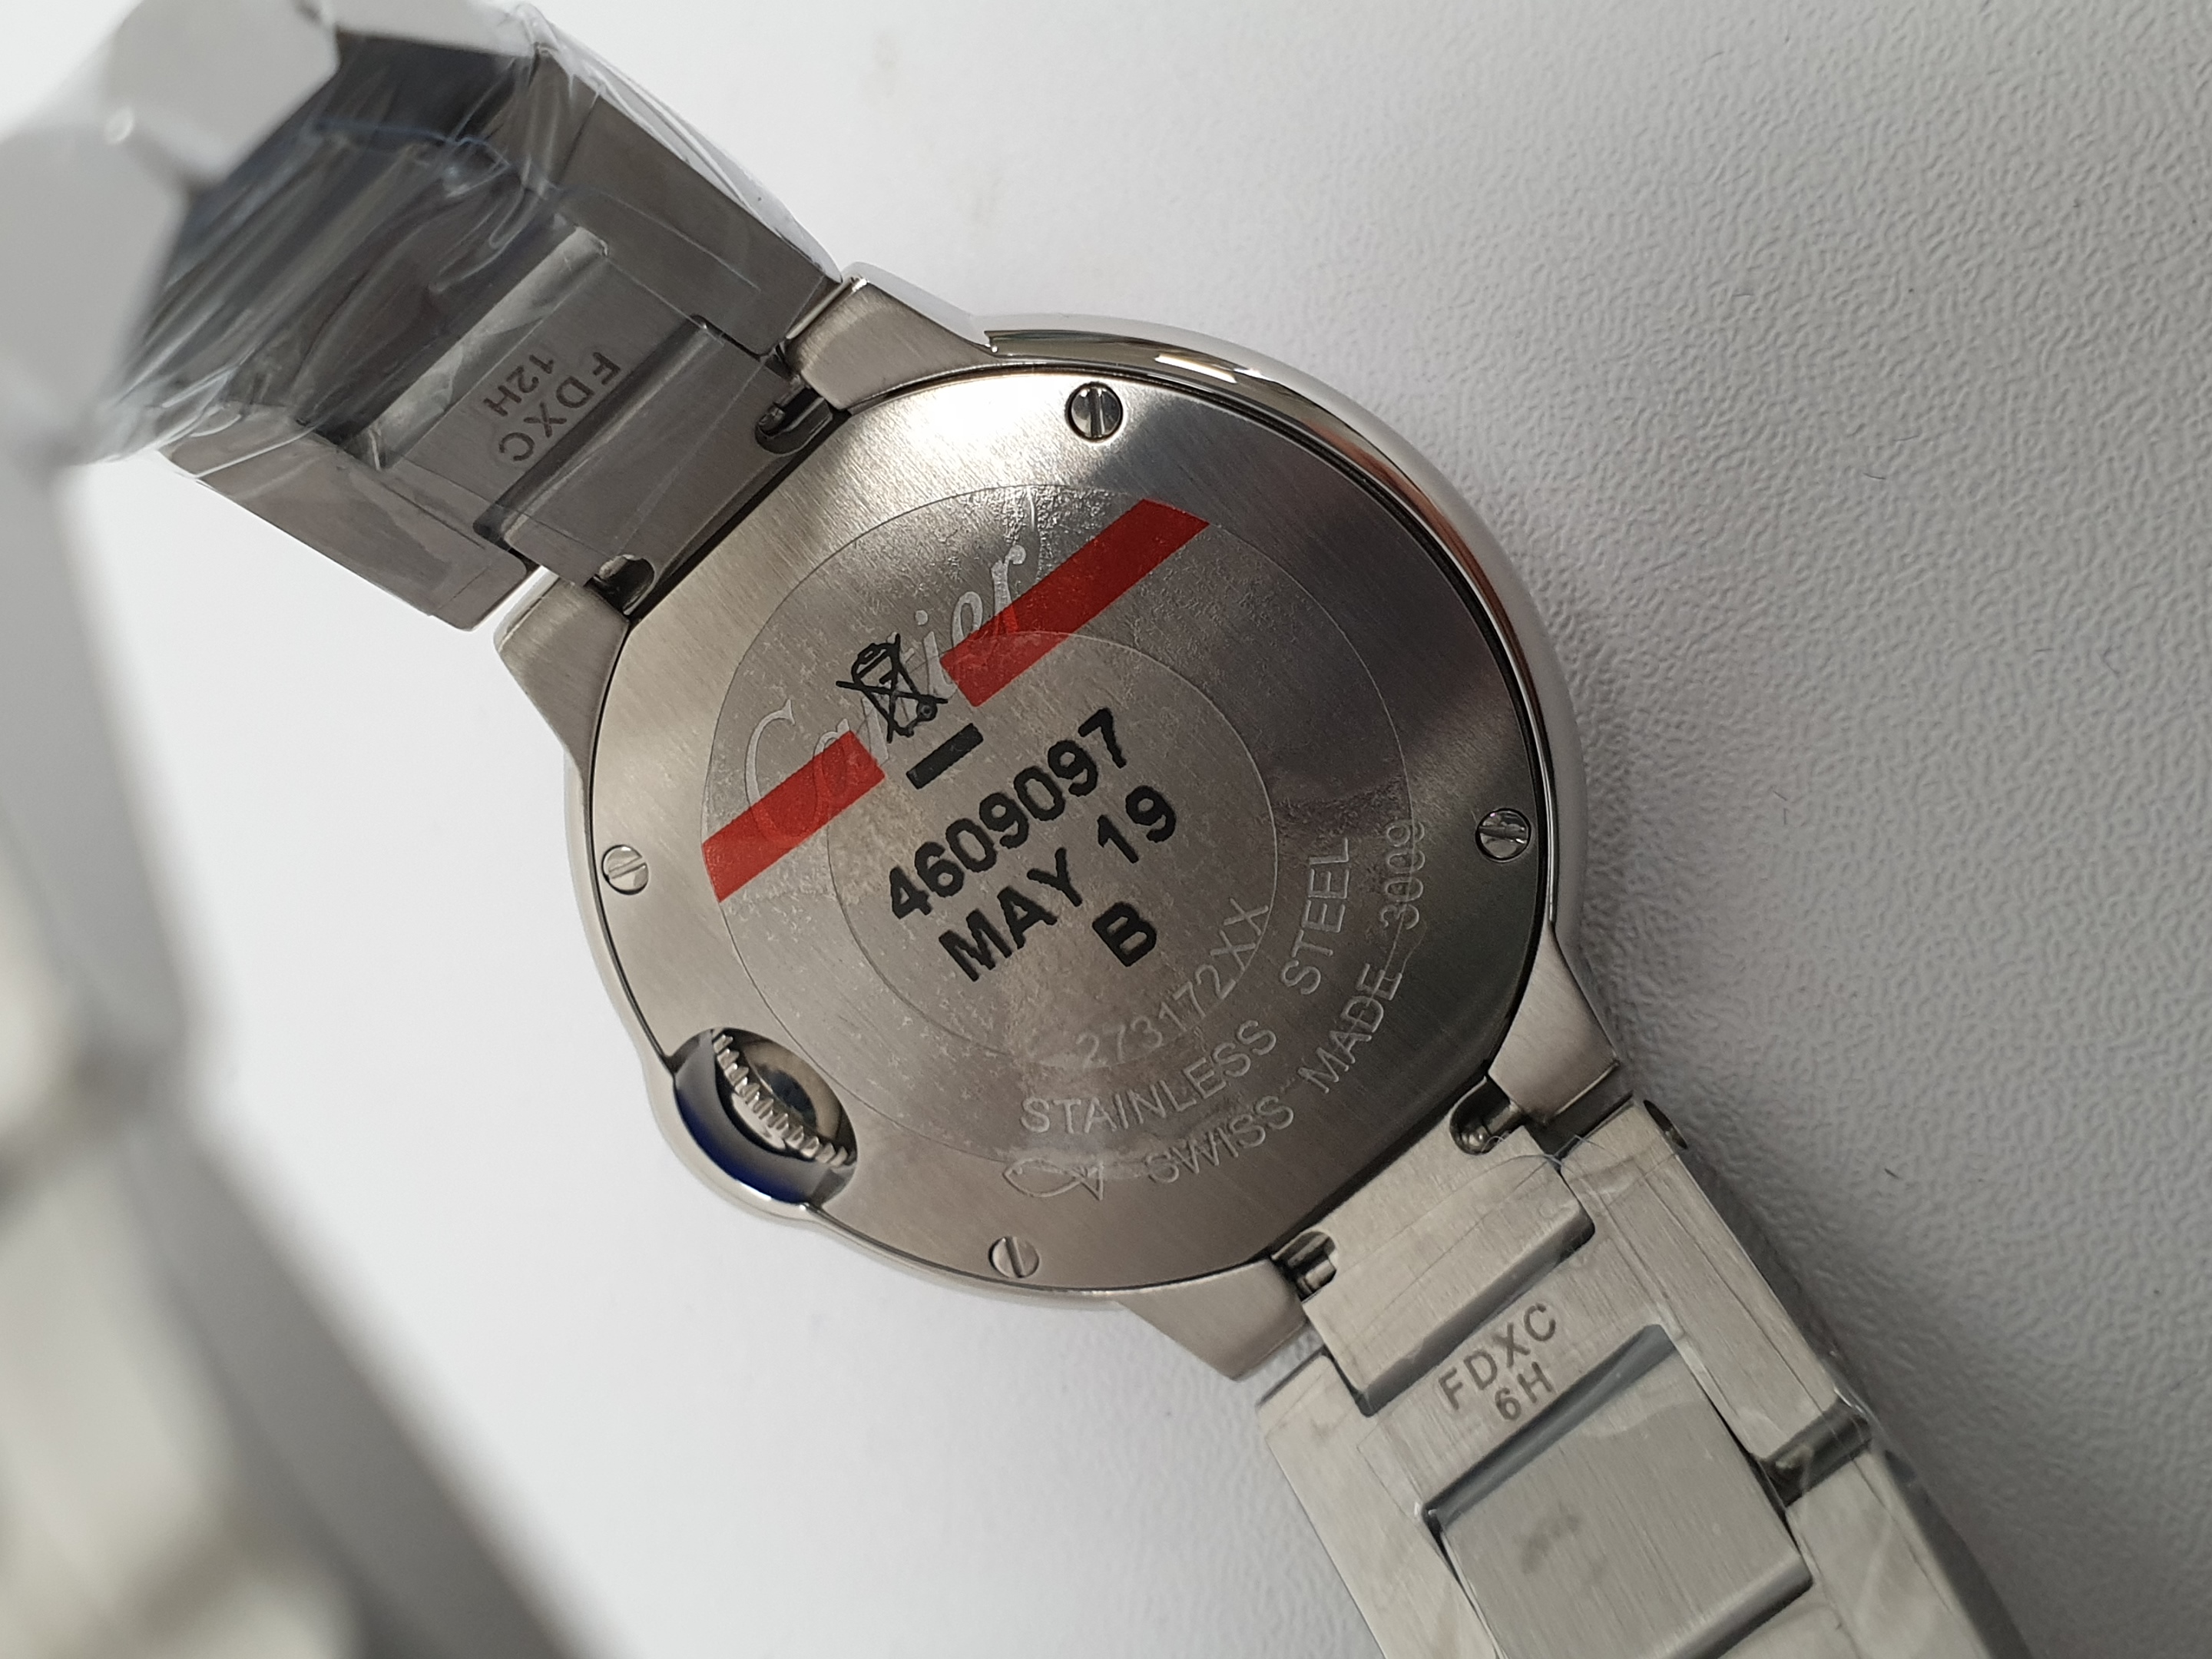 FDXC
12H
Cartier
4609097
MAY 19
B
273172XX
STAINLESS STEEL
SWISS MADE 3009
FDXC
6H